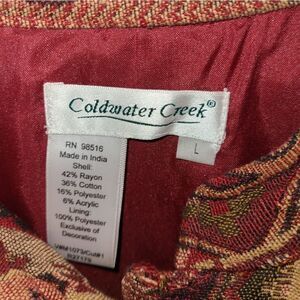 Coldwater Creek®
L
RN 98516
Made in India
Shell:
42% Rayon
36% Cotton
16% Polyester
6% Acrylic
Lining:
100% Polyester
Exclusive of
Decoration